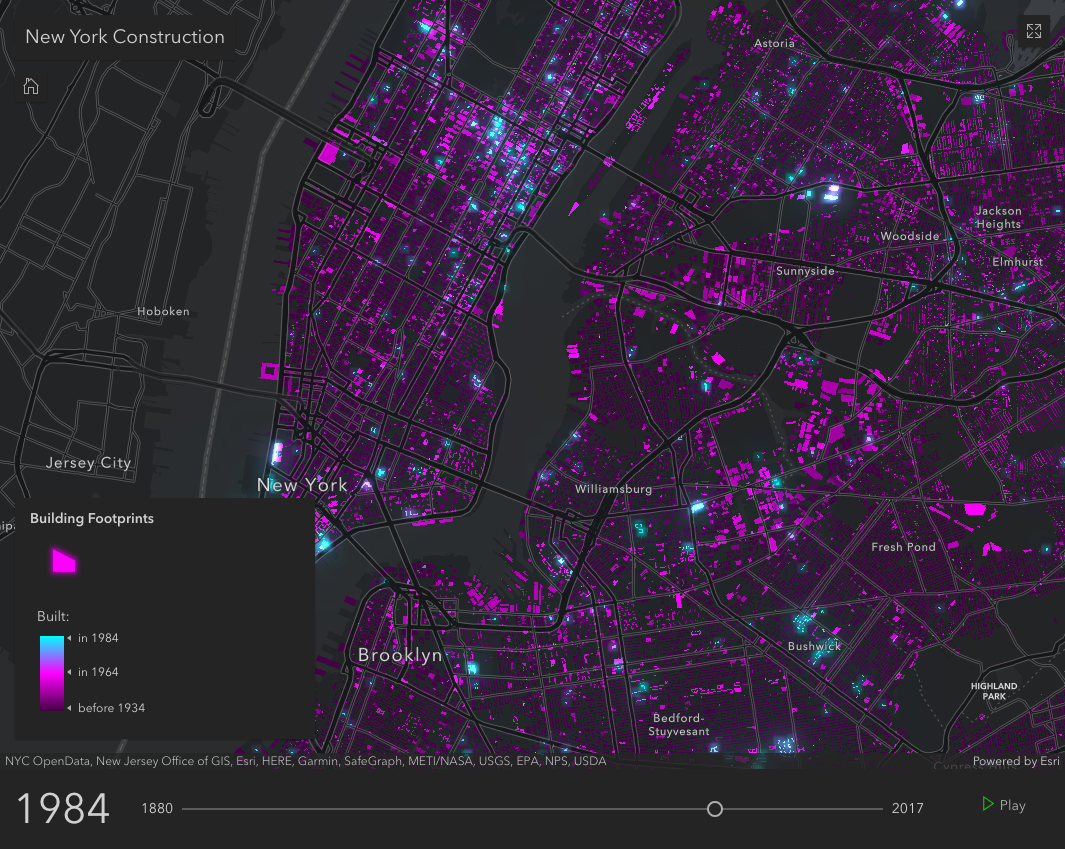 New York Construction
Astoria
Jackson
Heights
Woodside
Elmhurst
Sunnyside
Hoboken
Jersey City
New York
Williamsburg
Building Footprints
Fresh Pond
Built:
in 1984
in 1964
before 1934
Bushwick
Brooklyn
HIGHLAND
PARK
Bedford-
Stuyvesant
NYC OpenData, New Jersey Office of GIS, Esri, HERE, Garmin, SafeGraph, METI/NASA, USGS, EPA, NPS, USDA
Powered by Esri
1984
1880
2017
Play